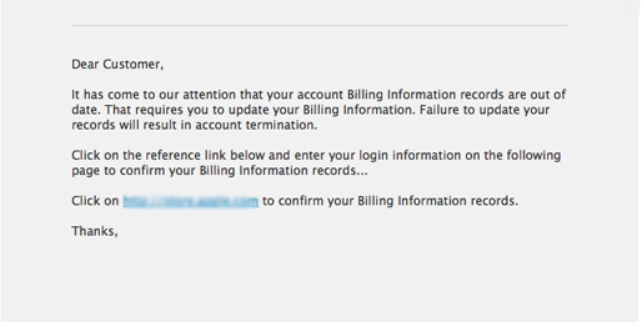 Dear Customer,
It has come to our attention that your account Billing Information records are out of
date. That requires you to update your Billing Information. Failure to update your
records will result in account termination.
Click on the reference link below and enter your login information on the following
page to confirm your Billing Information records...
Click on to confirm your Billing Information records.
Thanks,